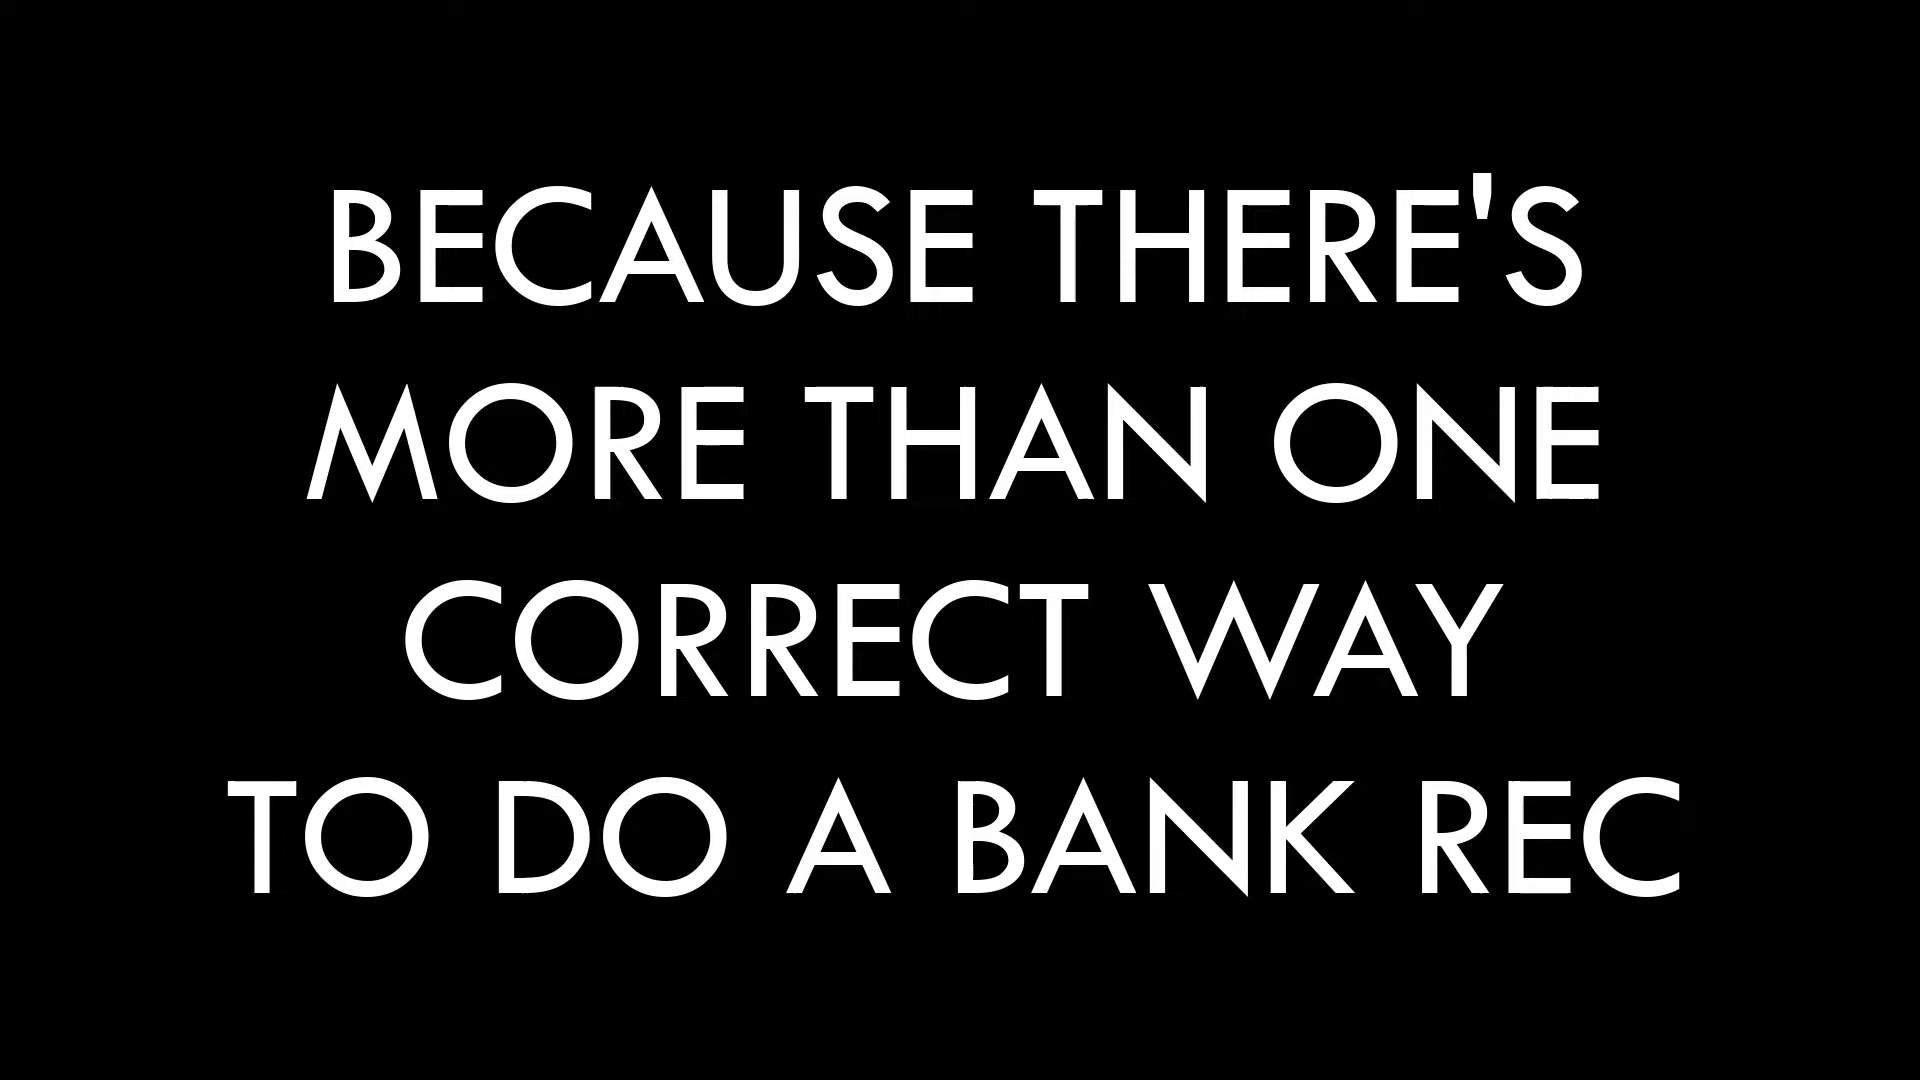 BECAUSE THERE'S
MORE THAN ONE
CORRECT WAY
TO DO A BANK REC